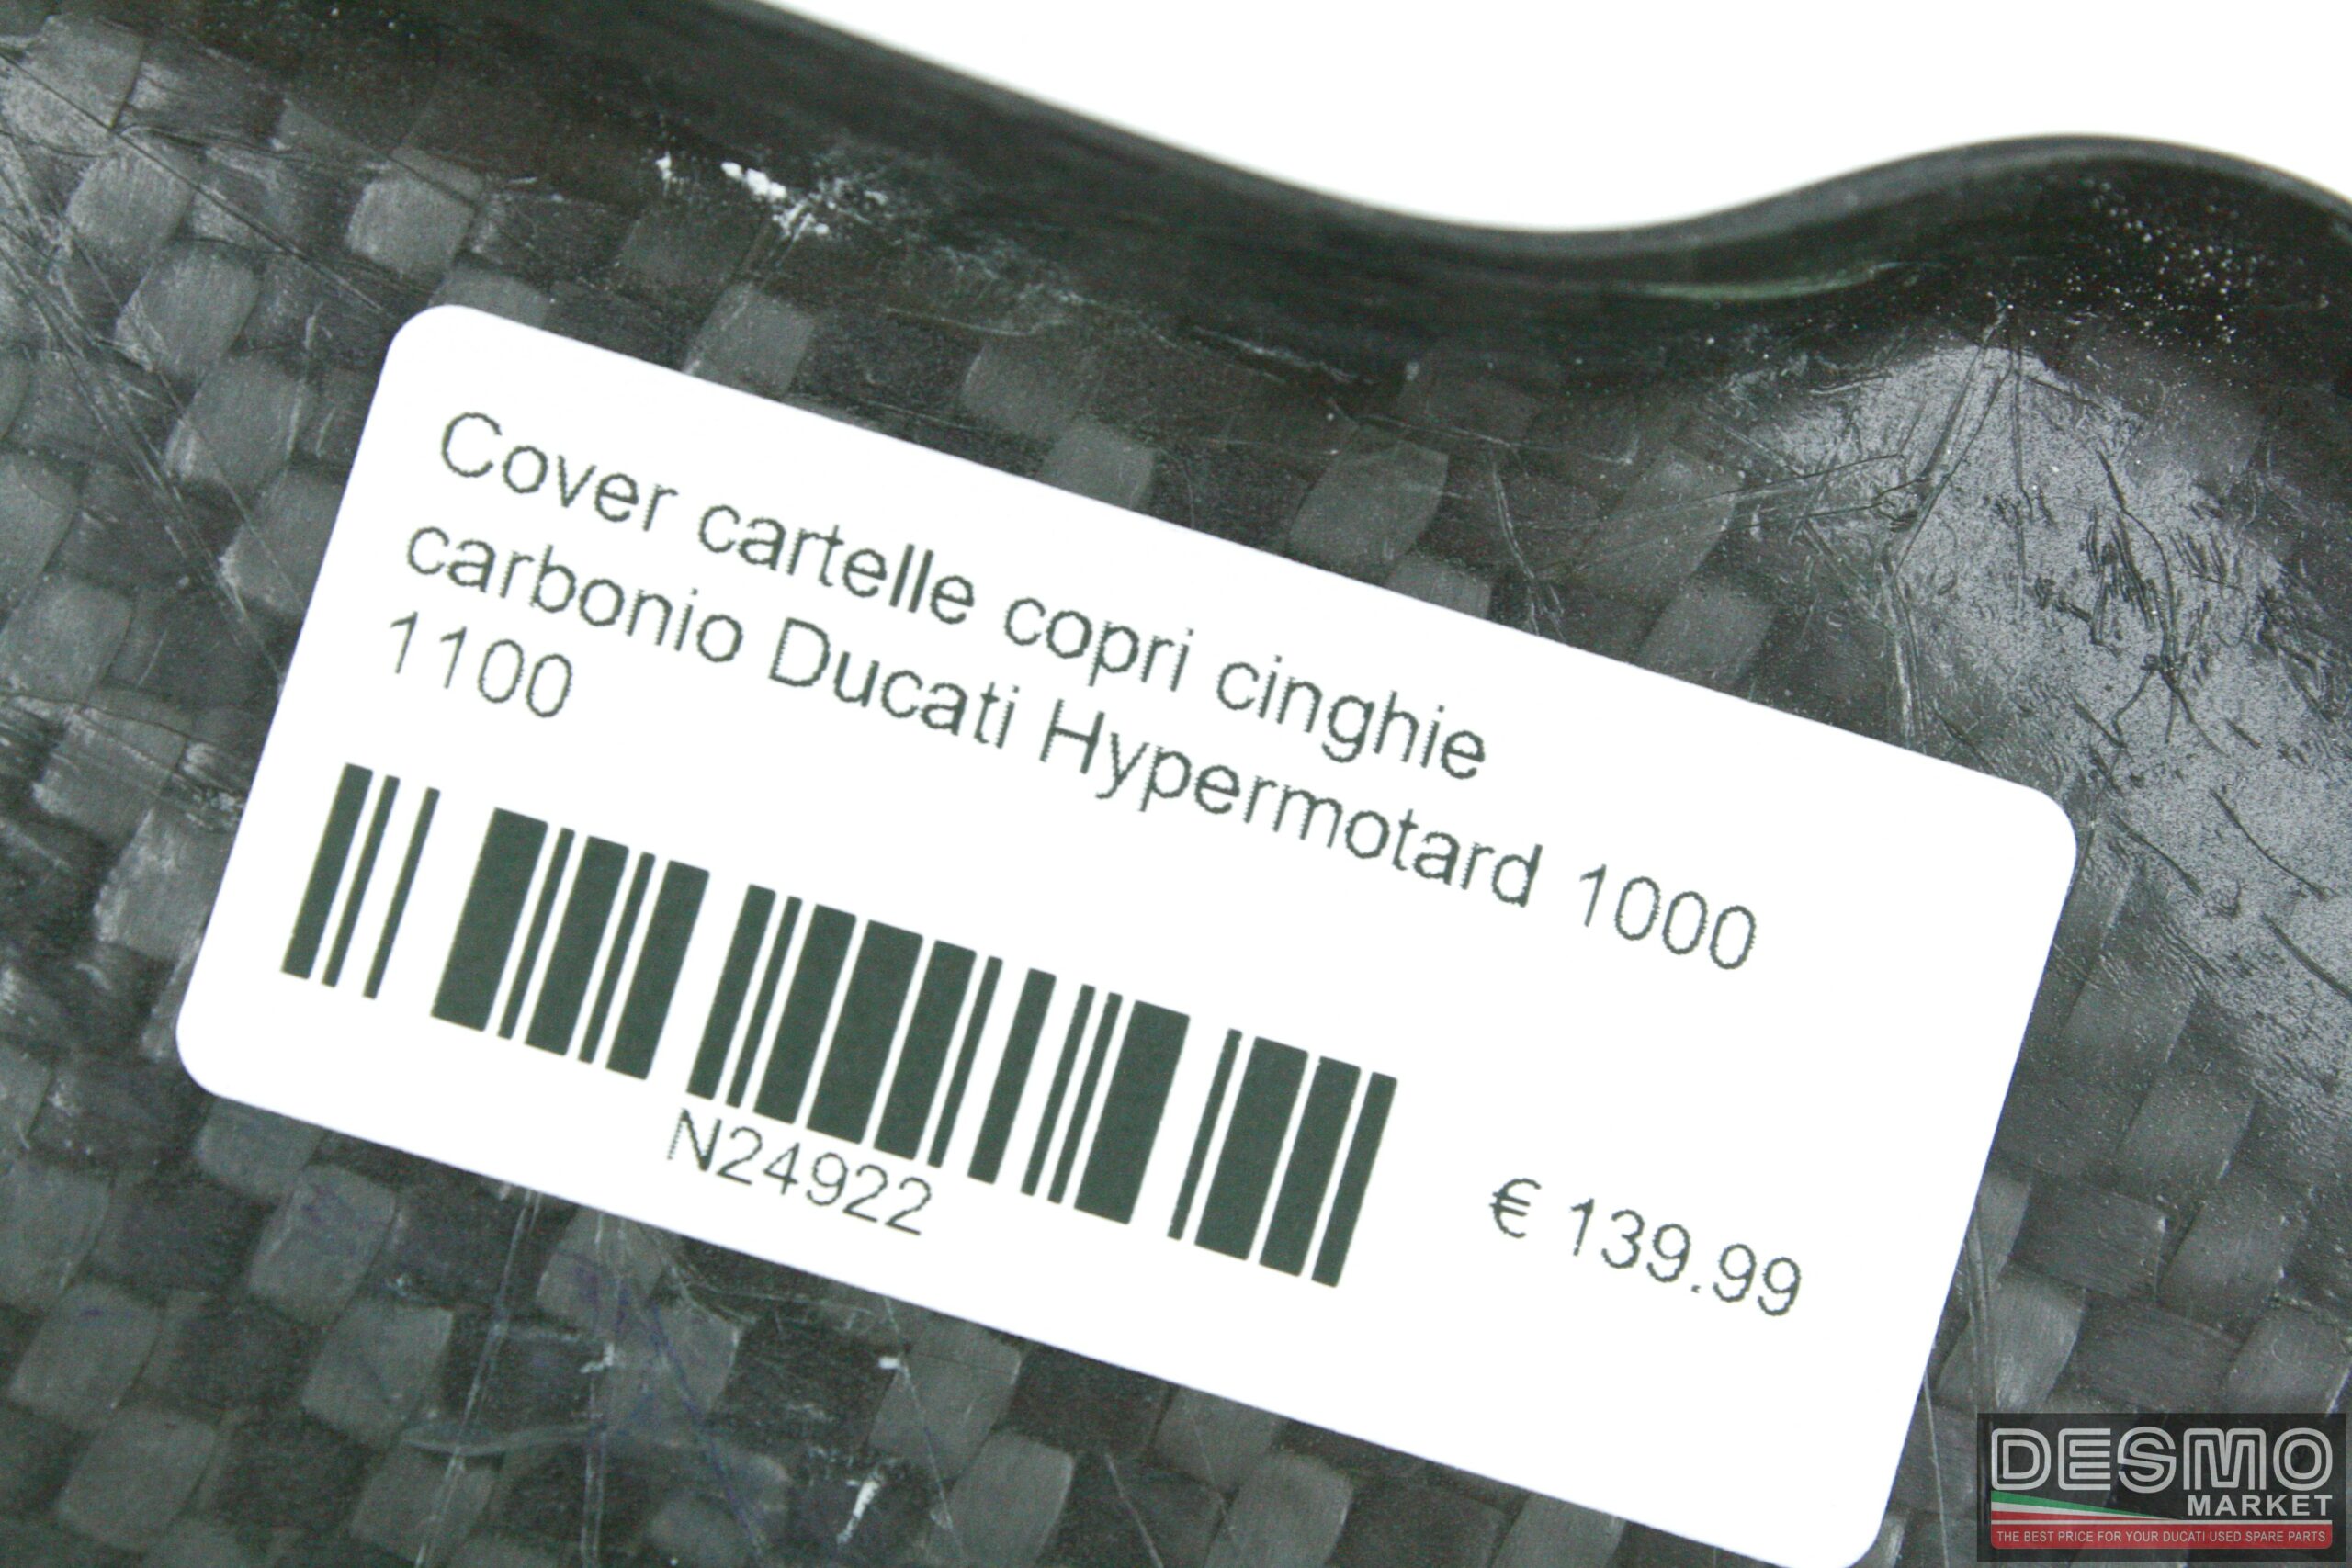 Cover cartelle copri cinghie
carbonio Ducati Hypermotard 1000
1100
N24922
€ 139.99
DESMO
MARKET
THE BEST PRICE FOR YOUR DUCATI USED SPARE PARTS